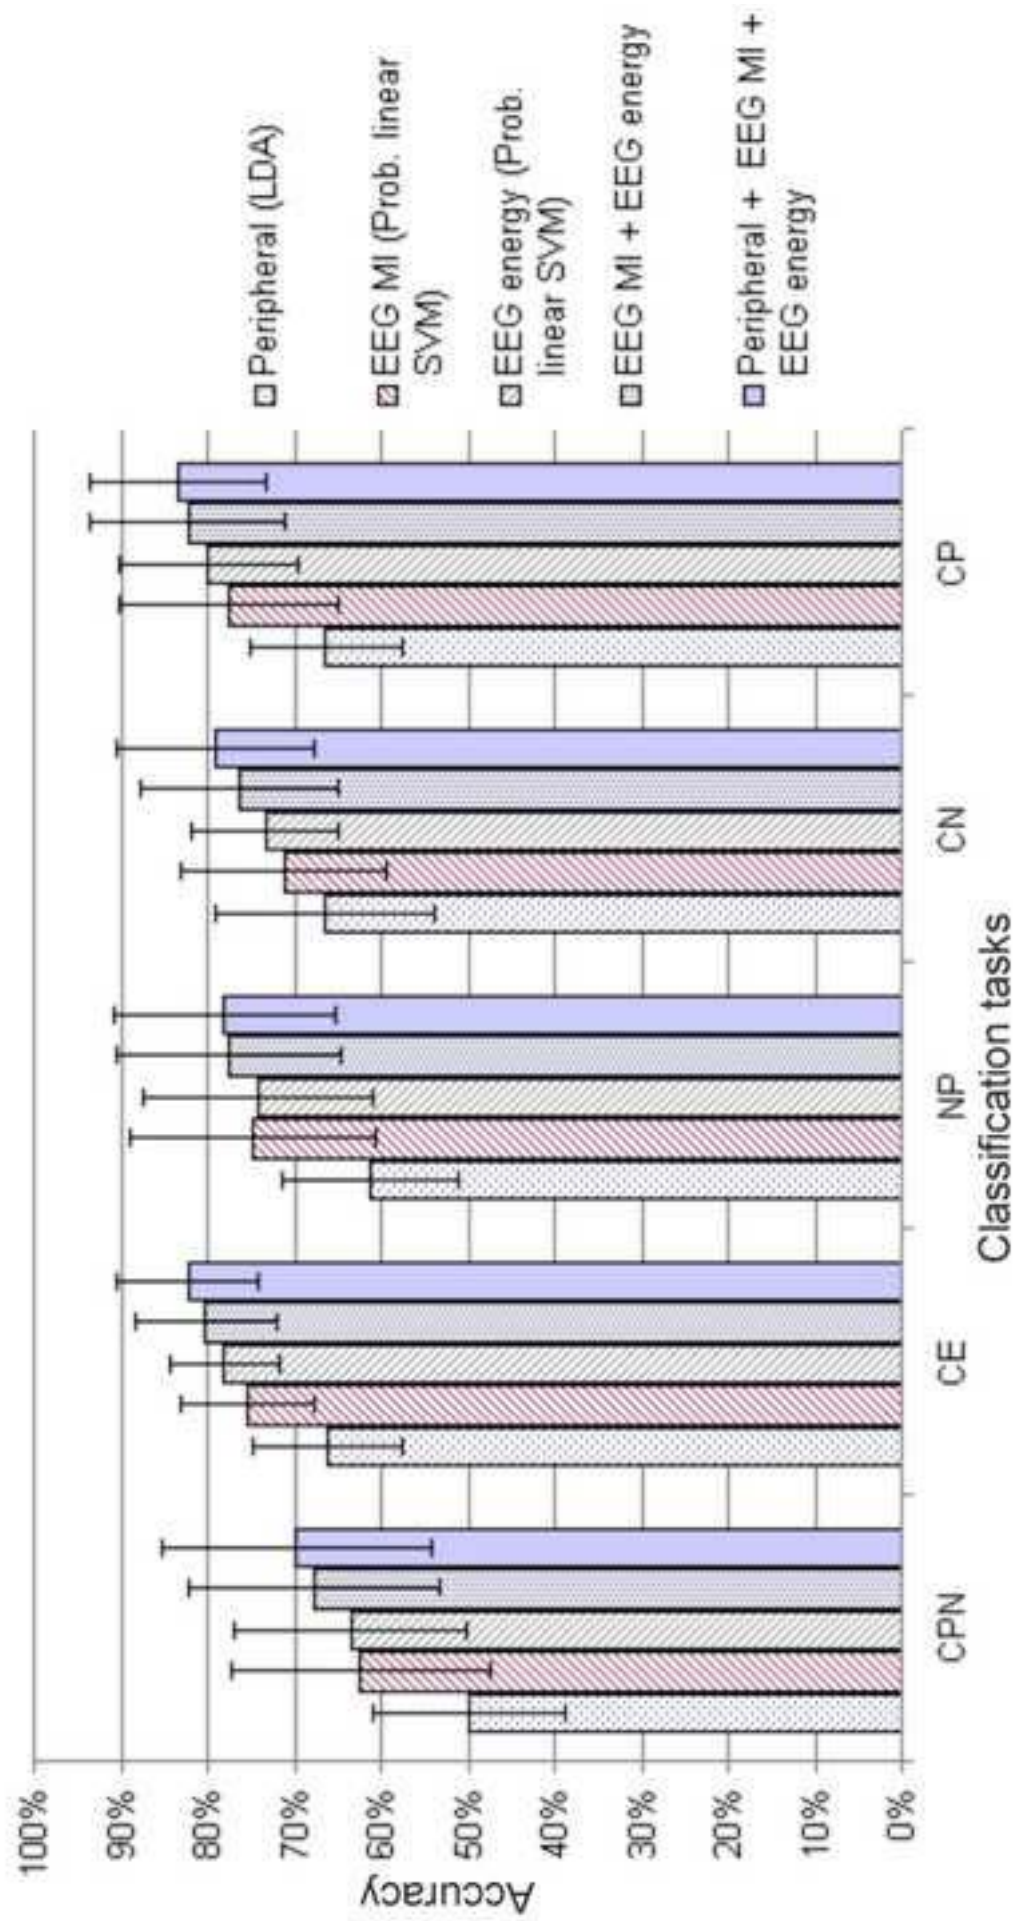 100%
90%
80%
70%
60%
50%
40%
30%
20%
10%
0%
Accuracy
CPN
CE
NP
CN
CP
Classification tasks
Peripheral (LDA)
EEG MI (Prob. linear
SVM)
EEG energy (Prob.
linear SVM)
EEG MI + EEG energy
Peripheral + EEG MI +
EEG energy